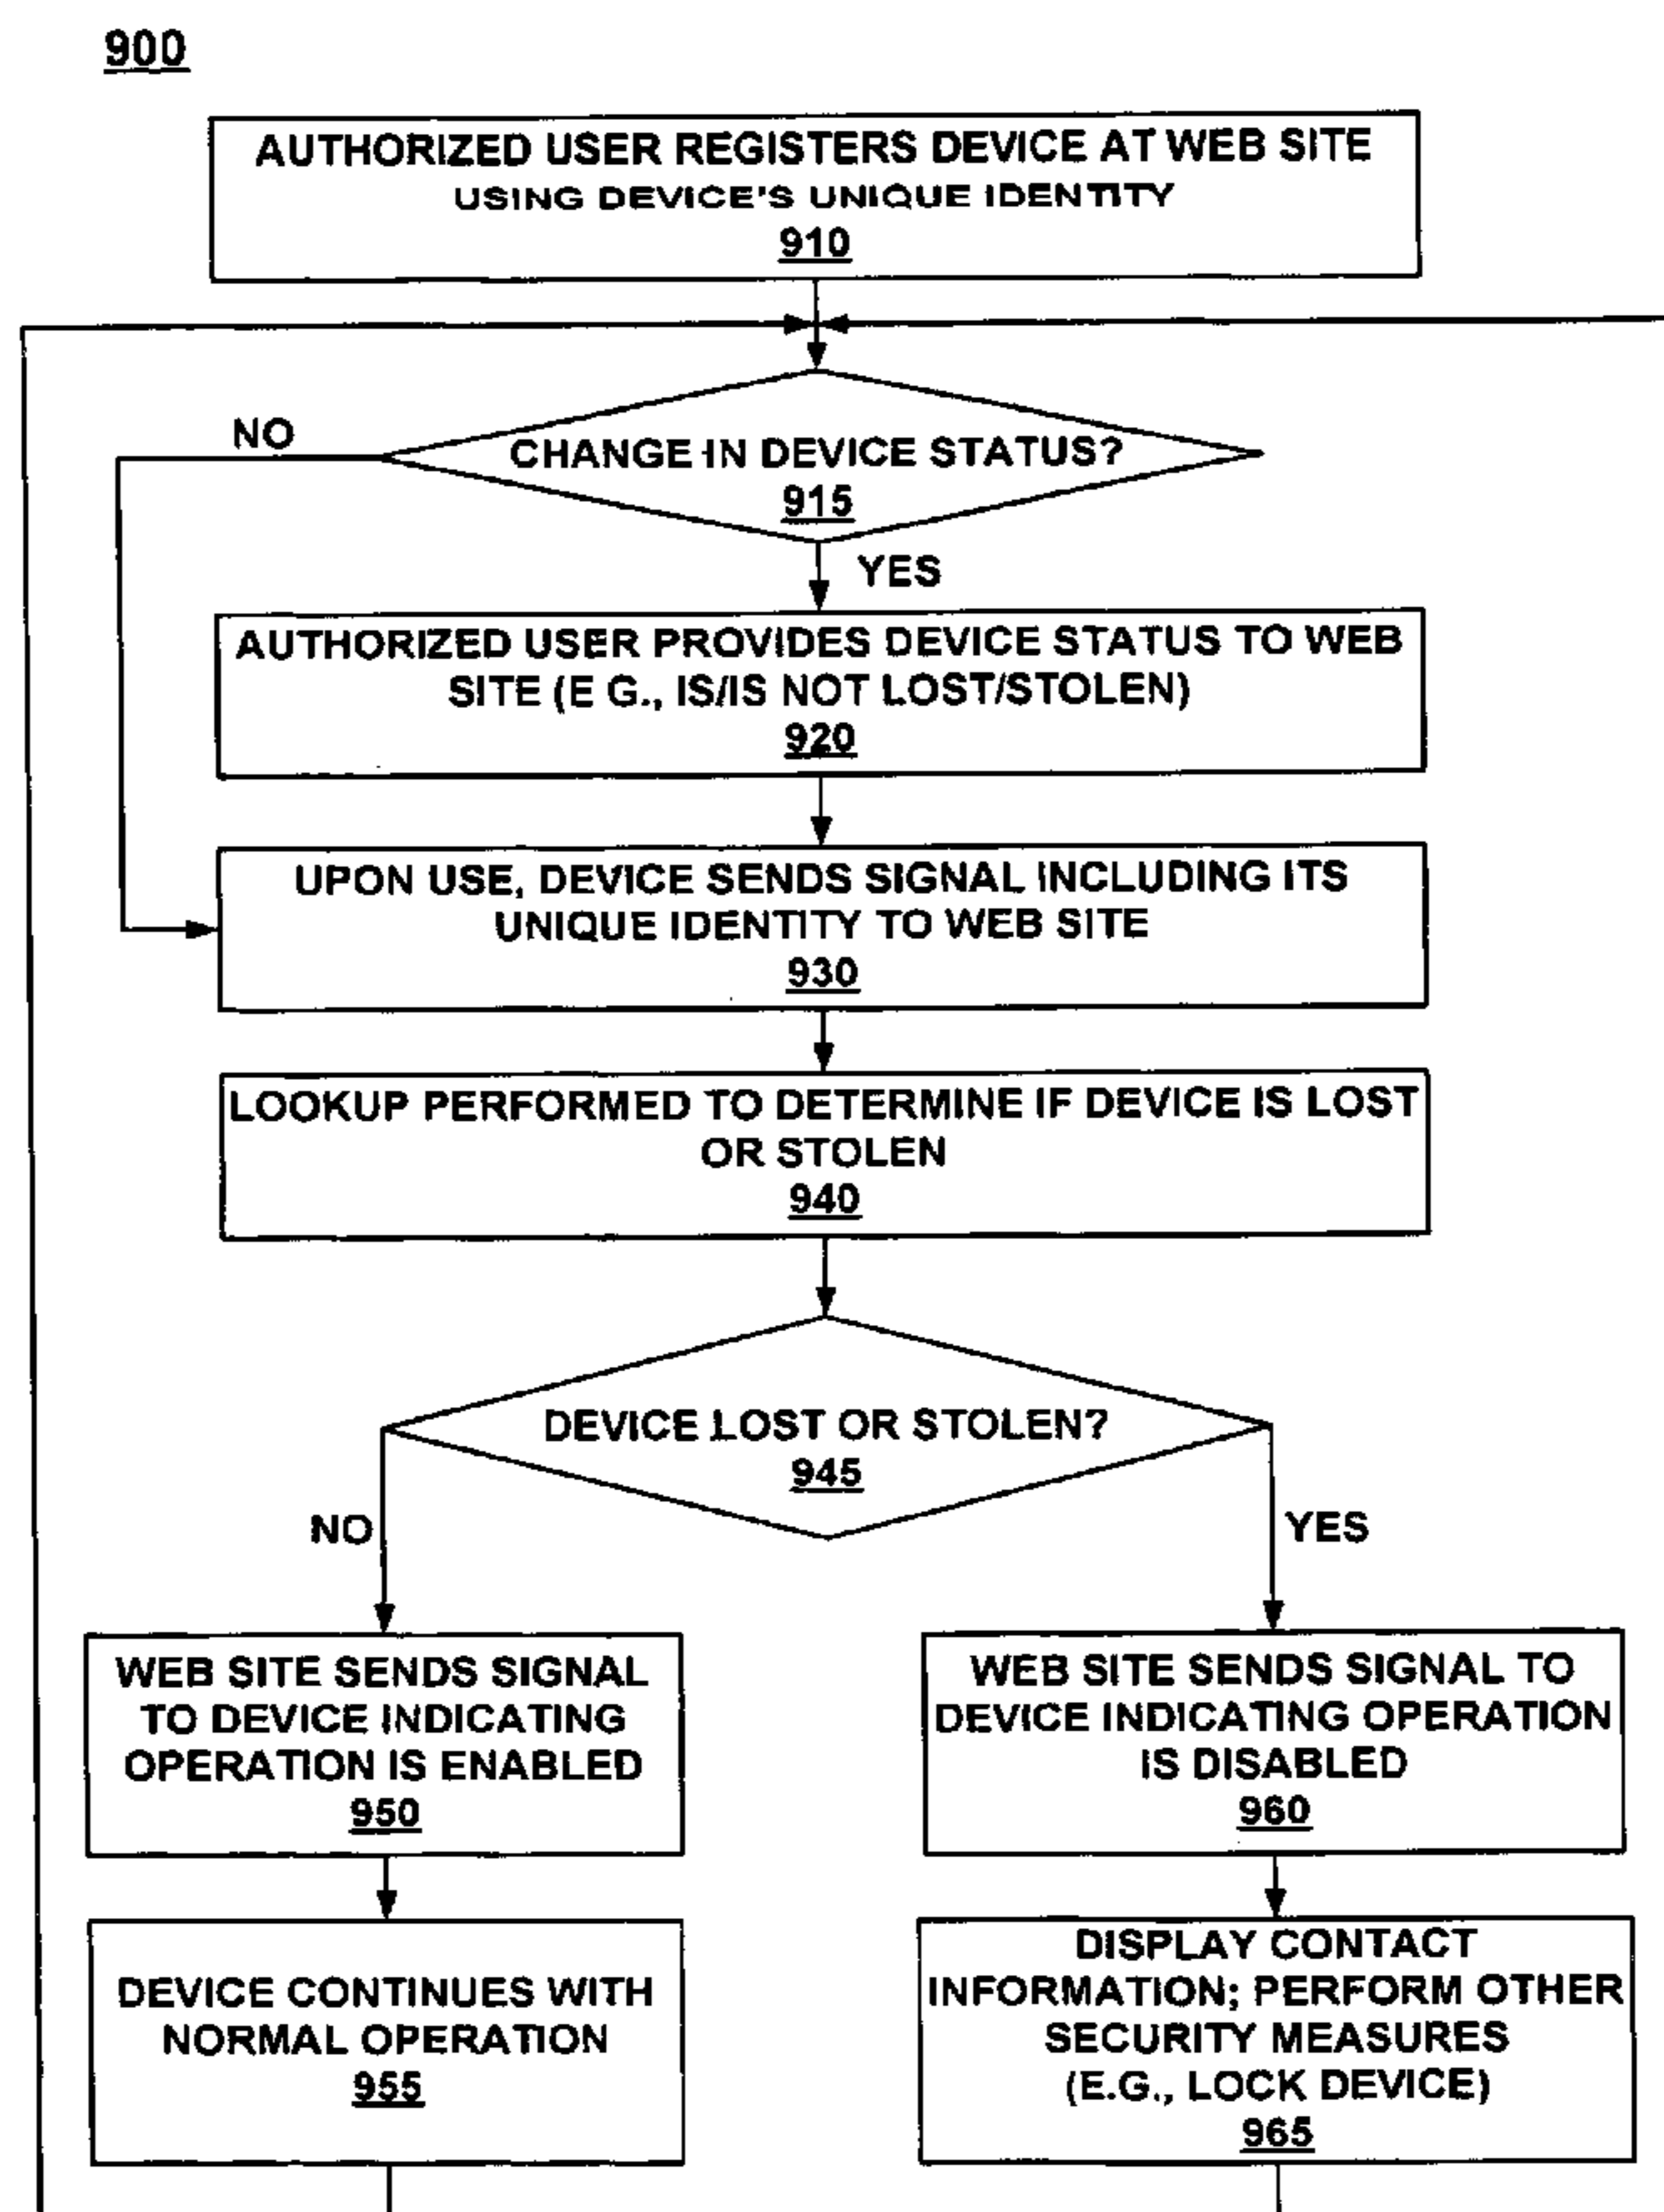 900
AUTHORIZED USER REGISTERS DEVICE AT WEB SITE
USING DEVICE'S UNIQUE IDENTITY
910
NO
CHANGE IN DEVICE STATUS?
915
YES
AUTHORIZED USER PROVIDES DEVICE STATUS TO WEB
SITE (E G., IS/IS NOT LOST/STOLEN)
920
UPON USE, DEVICE SENDS SIGNAL INCLUDING ITS
UNIQUE IDENTITY TO WEB SITE
930
LOOKUP PERFORMED TO DETERMINE IF DEVICE IS LOST
OR STOLEN
940
DEVICE LOST OR STOLEN?
945
NO
YES
WEB SITE SENDS SIGNAL
TO DEVICE INDICATING
OPERATION IS ENABLED
950
WEB SITE SENDS SIGNAL TO
DEVICE INDICATING OPERATION
IS DISABLED
960
DEVICE CONTINUES WITH
NORMAL OPERATION
955
DISPLAY CONTACT
INFORMATION; PERFORM OTHER
SECURITY MEASURES
(E.G., LOCK DEVICE)
965